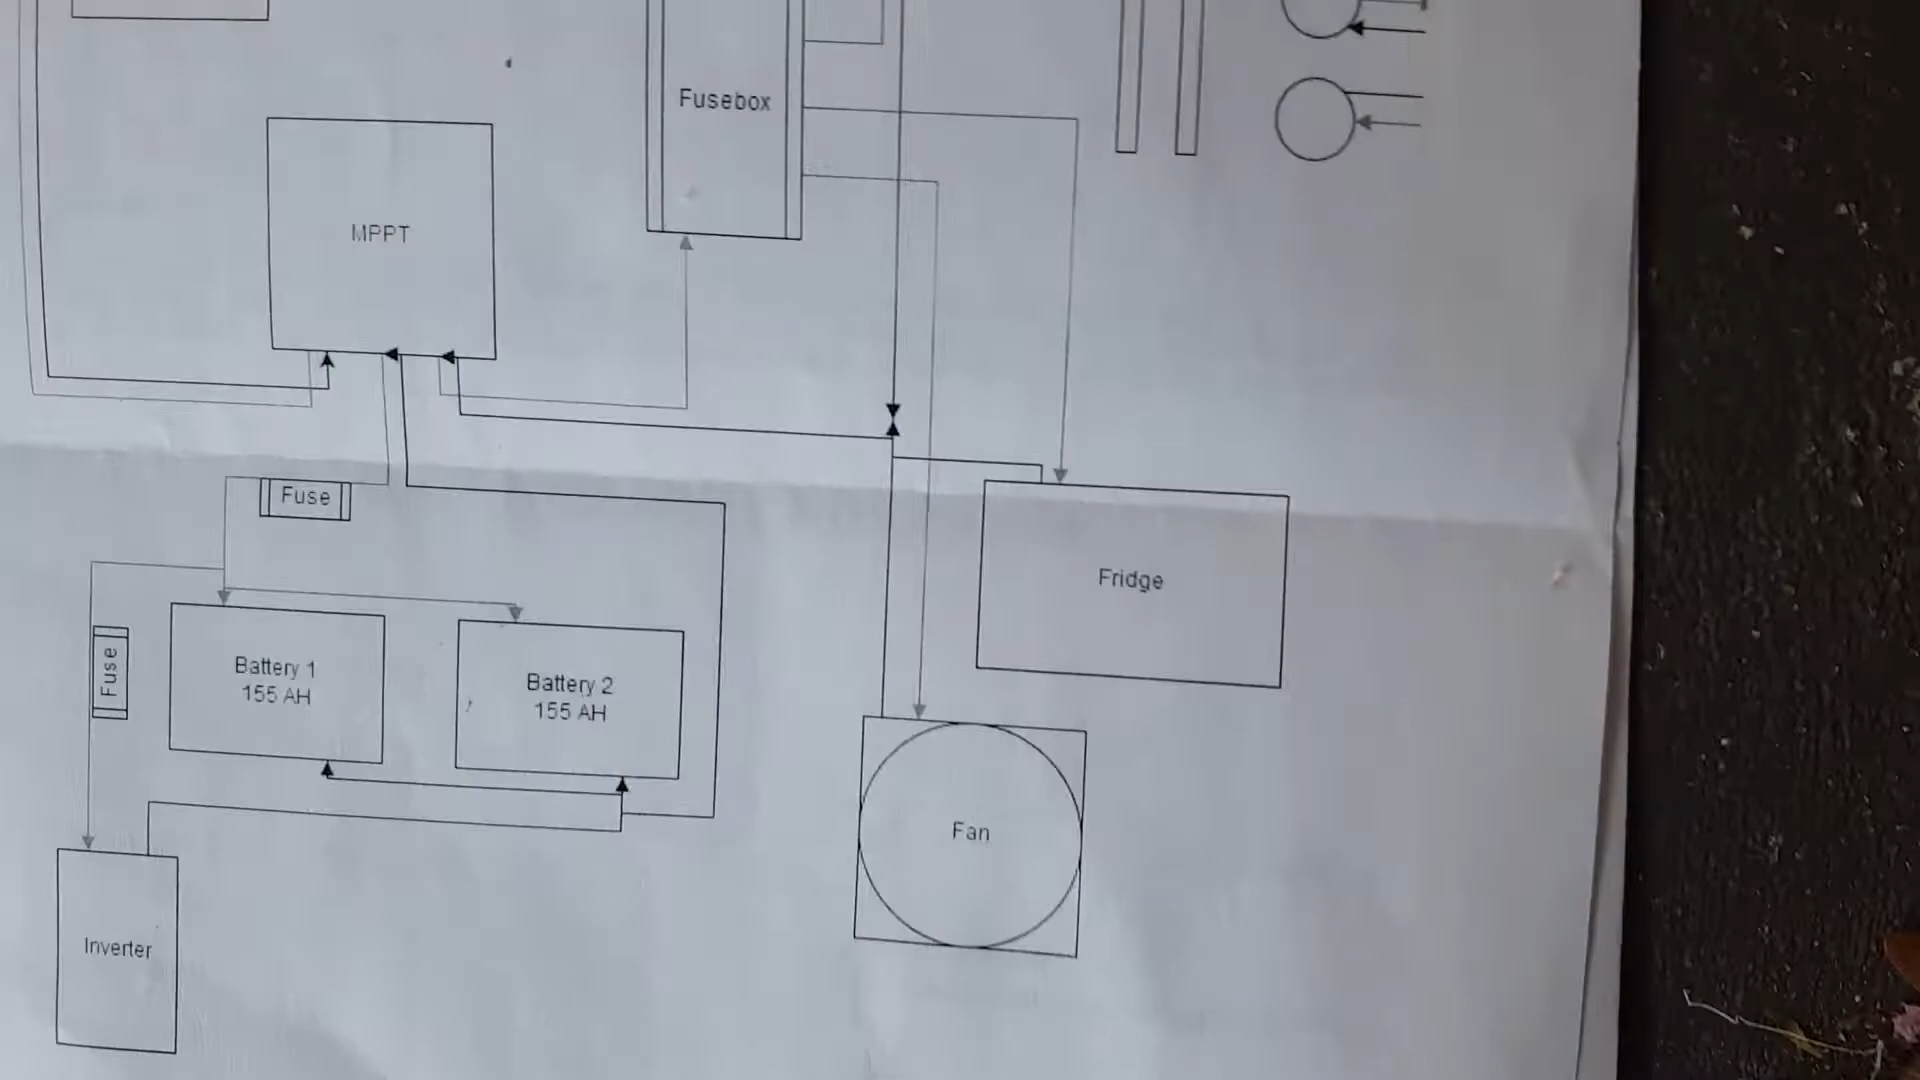 Fusebox
MPPT
Fuse
Fridge
Fuse
Battery 1
155 AH
Battery 2
155 AH
Fan
Inverter